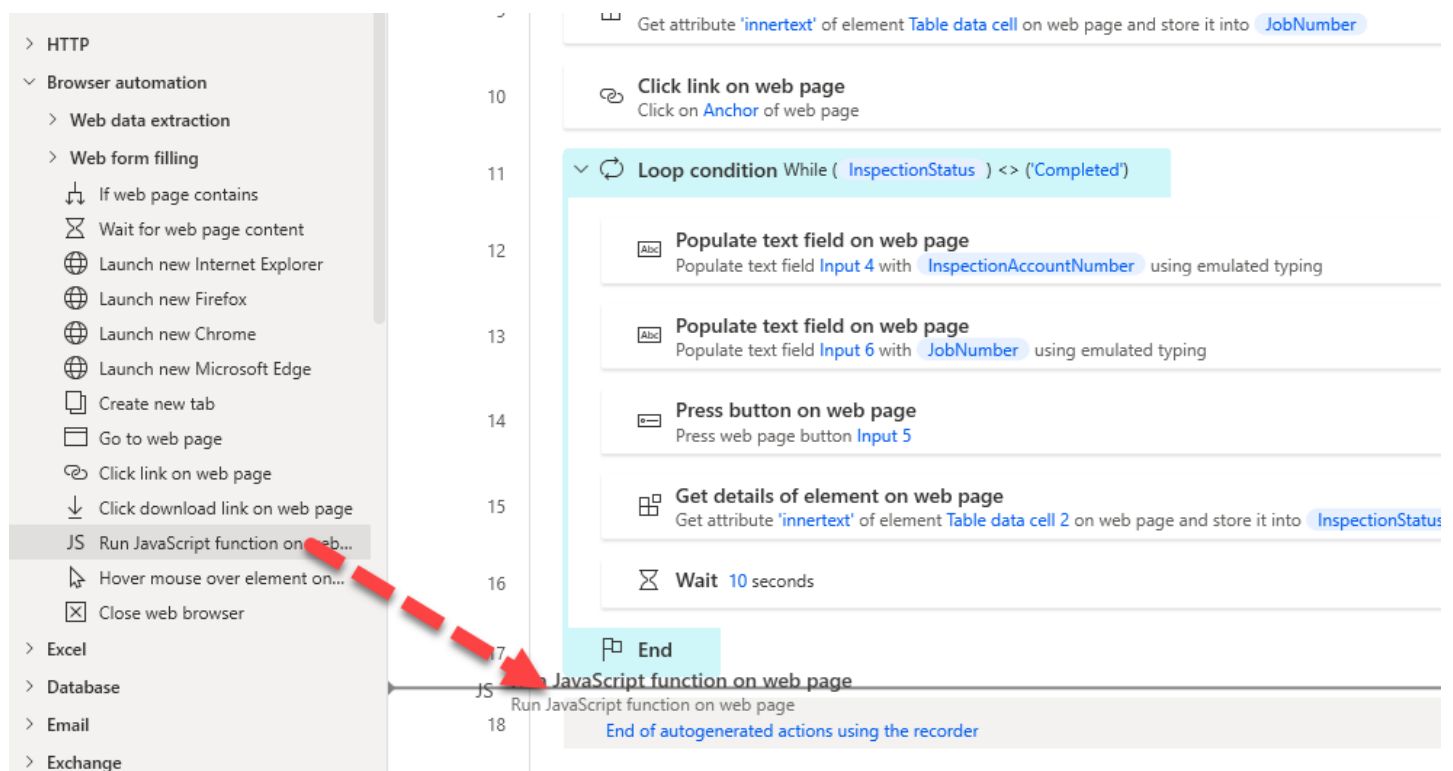 HTTP
Browser automation
Web data extraction
Web form filling
If web page contains
Wait for web page content
Launch new Internet Explorer
Launch new Firefox
Launch new Chrome
Launch new Microsoft Edge
Create new tab
Go to web page
Click link on web page
Click download link on web page
JS Run JavaScript function on web...
Hover mouse over element on...
Close web browser
Excel
Database
Email
Exchange
Get attribute 'innertext' of element Table data cell on web page and store it into JobNumber
10
Click link on web page
Click on Anchor of web page
11
Loop condition While ( InspectionStatus ) <> ('Completed')
12
Abc Populate text field on web page
Populate text field Input 4 with InspectionAccountNumber using emulated typing
13
Abc Populate text field on web page
Populate text field Input 6 with JobNumber using emulated typing
14
Press button on web page
Press web page button Input 5
15
Get details of element on web page
Get attribute 'innertext' of element Table data cell 2 on web page and store it into InspectionStatus
16
Wait 10 seconds
17
End
JS JavaScript function on web page
Run JavaScript function on web page
18
End of autogenerated actions using the recorder